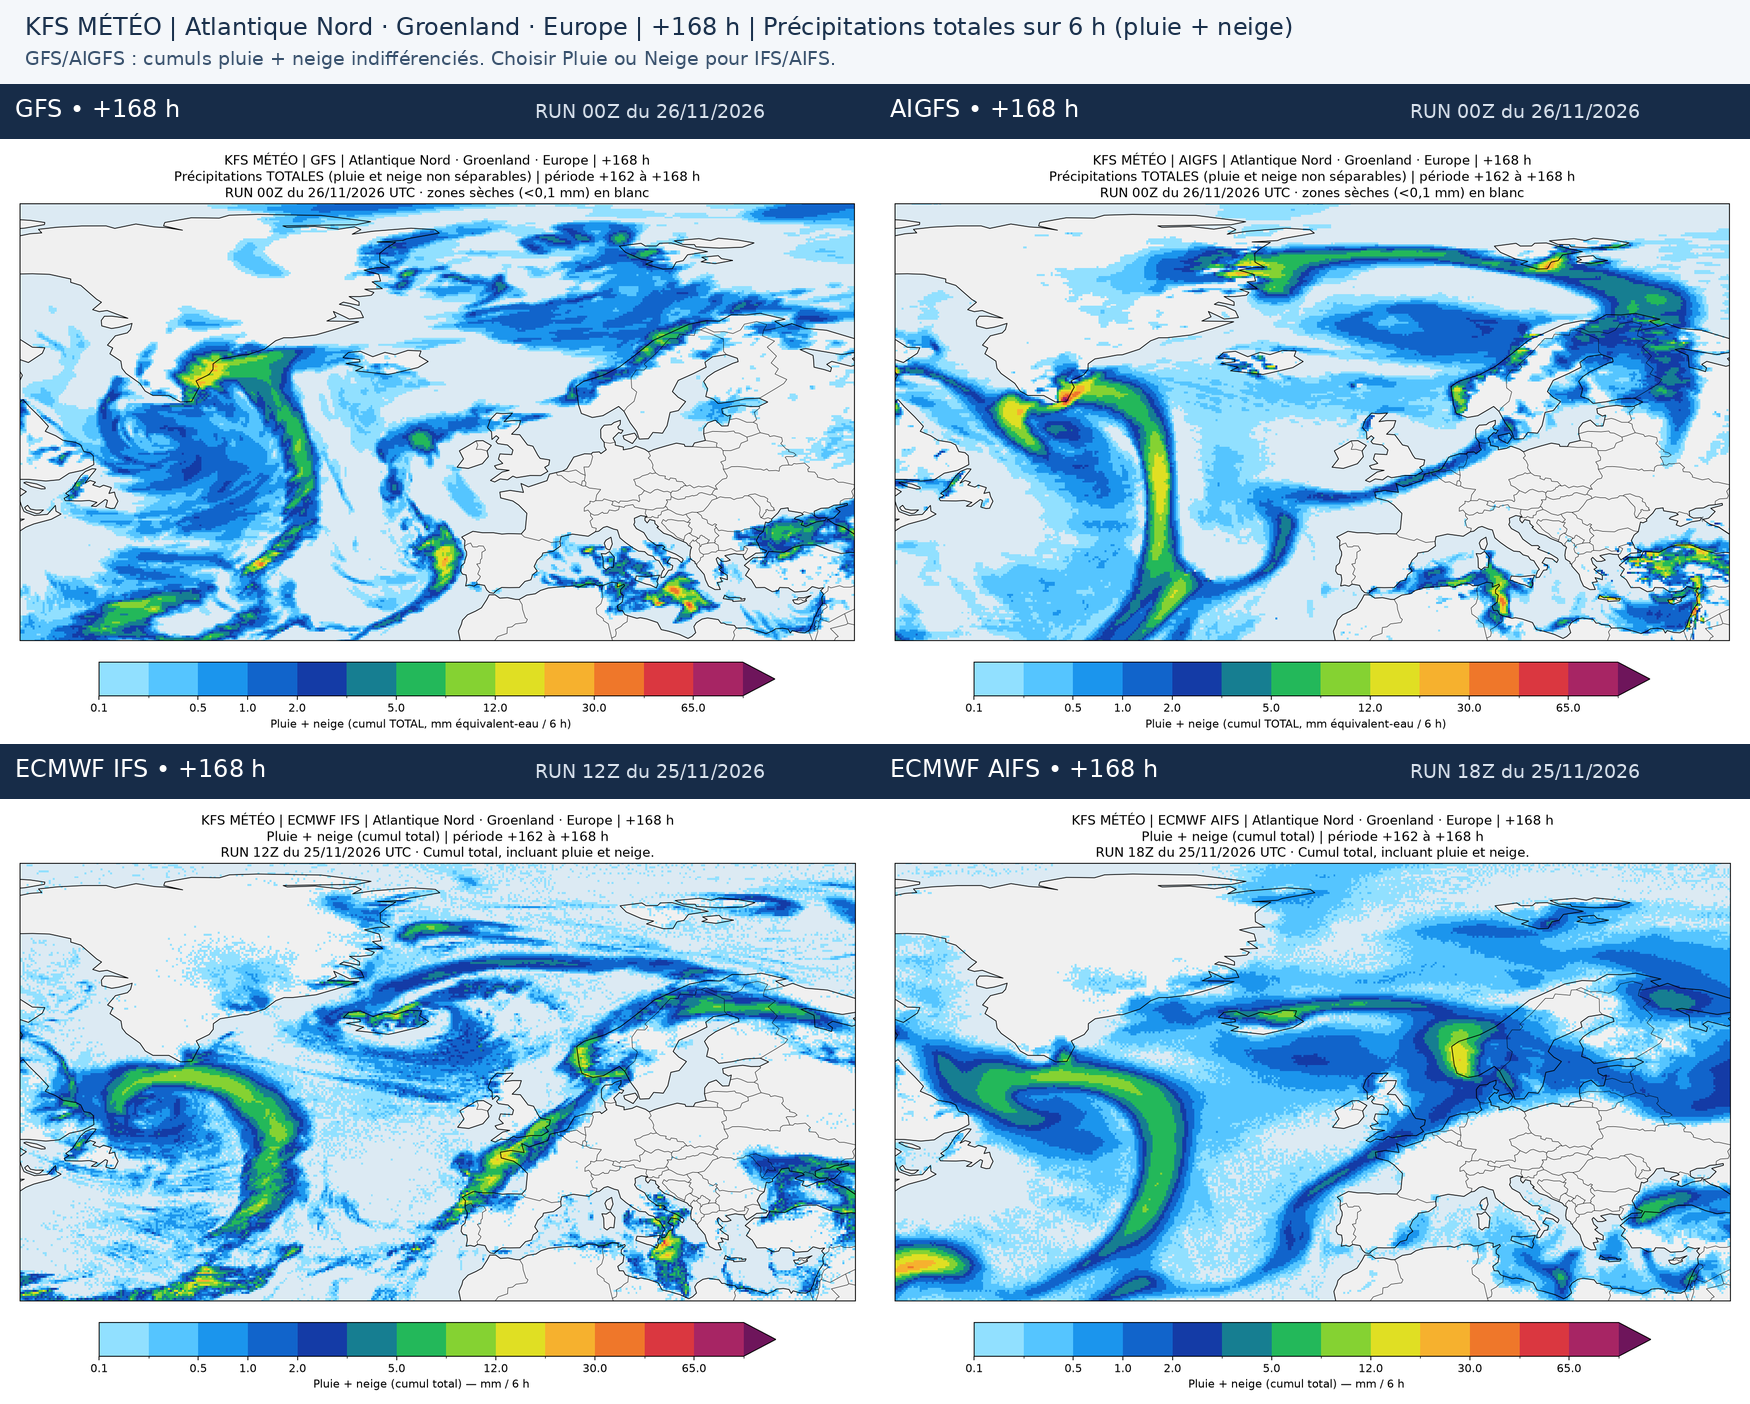 KFS MÉTÉO | Atlantique Nord · Groenland · Europe | +168 h | Précipitations totales sur 6 h (pluie + neige)
GFS/AIGFS : cumuls pluie + neige indifférenciés. Choisir Pluie ou Neige pour IFS/AIFS.
GFS • +168 h RUN 00Z du 26/11/2026
KFS MÉTÉO | GFS | Atlantique Nord · Groenland · Europe | +168 h
Précipitations TOTALES (pluie et neige non séparables) | période +162 à +168 h
RUN 00Z du 26/11/2026 UTC · zones sèches (<0,1 mm) en blanc
0.1 0.5 1.0 2.0 5.0 12.0 30.0 65.0
Pluie + neige (cumul TOTAL, mm équivalent-eau / 6 h)
AIGFS • +168 h RUN 00Z du 26/11/2026
KFS MÉTÉO | AIGFS | Atlantique Nord · Groenland · Europe | +168 h
Précipitations TOTALES (pluie et neige non séparables) | période +162 à +168 h
RUN 00Z du 26/11/2026 UTC · zones sèches (<0,1 mm) en blanc
0.1 0.5 1.0 2.0 5.0 12.0 30.0 65.0
Pluie + neige (cumul TOTAL, mm équivalent-eau / 6 h)
ECMWF IFS • +168 h RUN 12Z du 25/11/2026
KFS MÉTÉO | ECMWF IFS | Atlantique Nord · Groenland · Europe | +168 h
Pluie + neige (cumul total) | période +162 à +168 h
RUN 12Z du 25/11/2026 UTC · Cumul total, incluant pluie et neige.
0.1 0.5 1.0 2.0 5.0 12.0 30.0 65.0
Pluie + neige (cumul total) — mm / 6 h
ECMWF AIFS • +168 h RUN 18Z du 25/11/2026
KFS MÉTÉO | ECMWF AIFS | Atlantique Nord · Groenland · Europe | +168 h
Pluie + neige (cumul total) | période +162 à +168 h
RUN 18Z du 25/11/2026 UTC · Cumul total, incluant pluie et neige.
0.1 0.5 1.0 2.0 5.0 12.0 30.0 65.0
Pluie + neige (cumul total) — mm / 6 h